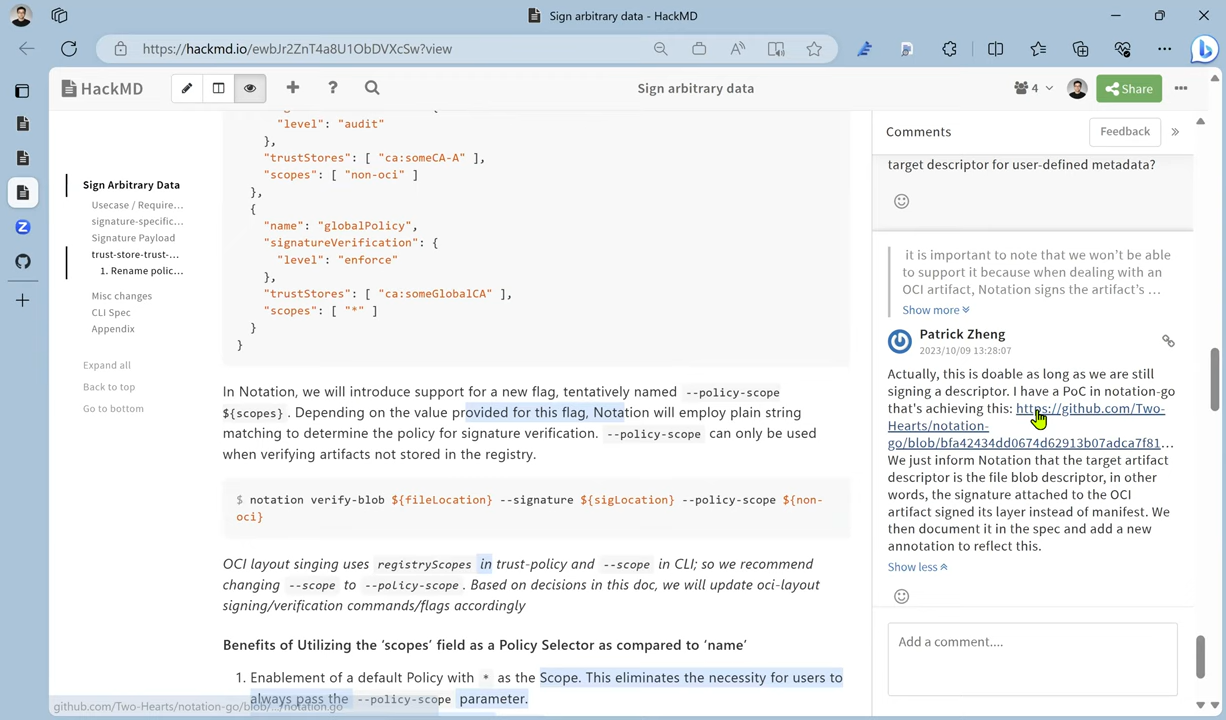 Sign arbitrary data - HackMD
https://hackmd.io/ewbJr2ZnT4a8U1ObDVXcSw?view
HackMD
Sign arbitrary data
4
Share
Sign Arbitrary Data
Usecase / Require...
signature-specific...
Signature Payload
trust-store-trust-...
1. Rename polic...
Misc changes
CLI Spec
Appendix
Expand all
Back to top
Go to bottom
"level": "audit"
},
"trustStores": [ "ca:someCA-A" ],
"scopes": [ "non-oci" ]
},
{
"name": "globalPolicy",
"signatureVerification": {
"level": "enforce"
},
"trustStores": [ "ca:someGlobalCA" ],
"scopes": [ "*" ]
}
}
In Notation, we will introduce support for a new flag, tentatively named --policy-scope
${scopes} . Depending on the value provided for this flag, Notation will employ plain string
matching to determine the policy for signature verification. --policy-scope can only be used
when verifying artifacts not stored in the registry.
$ notation verify-blob ${fileLocation} --signature ${sigLocation} --policy-scope ${non-
oci}
OCI layout singing uses registryScopes in trust-policy and --scope in CLI; so we recommend
changing --scope to --policy-scope . Based on decisions in this doc, we will update oci-layout
signing/verification commands/flags accordingly
Benefits of Utilizing the ‘scopes’ field as a Policy Selector as compared to ‘name’
1. Enablement of a default Policy with * as the Scope. This eliminates the necessity for users to
always pass the --policy-scope parameter.
github.com/Two-Hearts/notation-go/blob/.../notation.go
Comments
Feedback
target descriptor for user-defined metadata?
it is important to note that we won’t be able
to support it because when dealing with an
OCI artifact, Notation signs the artifact’s ...
Show more
Patrick Zheng
2023/10/09 13:28:07
Actually, this is doable as long as we are still
signing a descriptor. I have a PoC in notation-go
that's achieving this: https://github.com/Two-
Hearts/notation-
go/blob/bfa42434dd0674d62913b07adca7f81...
We just inform Notation that the target artifact
descriptor is the file blob descriptor, in other
words, the signature attached to the OCI
artifact signed its layer instead of manifest. We
then document it in the spec and add a new
annotation to reflect this.
Show less
Add a comment....